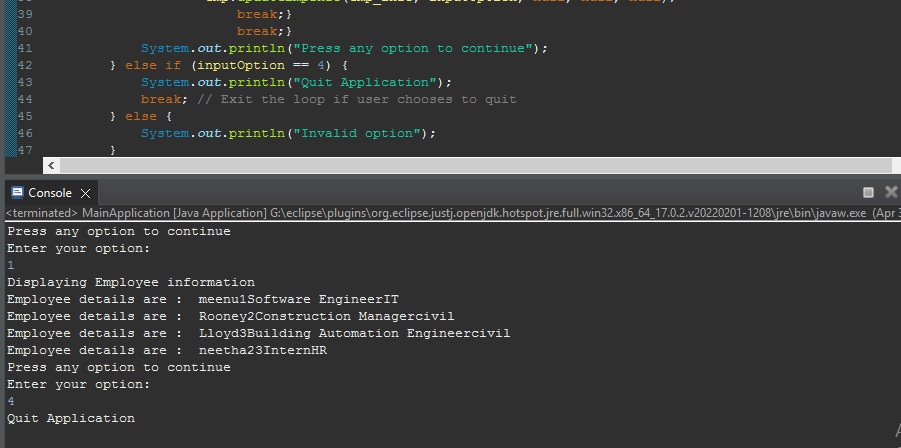 39 break;}
40 break;}
41 System.out.println("Press any option to continue");
42 } else if (inputOption == 4) {
43 System.out.println("Quit Application");
44 break; // Exit the loop if user chooses to quit
45 } else {
46 System.out.println("Invalid option");
47 }
Console
<terminated> MainApplication [Java Application] G:\eclipse\plugins\org.eclipse.justj.openjdk.hotspot.jre.full.win32.x86_64_17.0.2.v20220201-1208\jre\bin\javaw.exe (Apr
Press any option to continue
Enter your option:
1
Displaying Employee information
Employee details are :  meenu1Software EngineerIT
Employee details are :  Rooney2Construction Managercivil
Employee details are :  Lloyd3Building Automation Engineercivil
Employee details are :  neetha23InternHR
Press any option to continue
Enter your option:
4
Quit Application